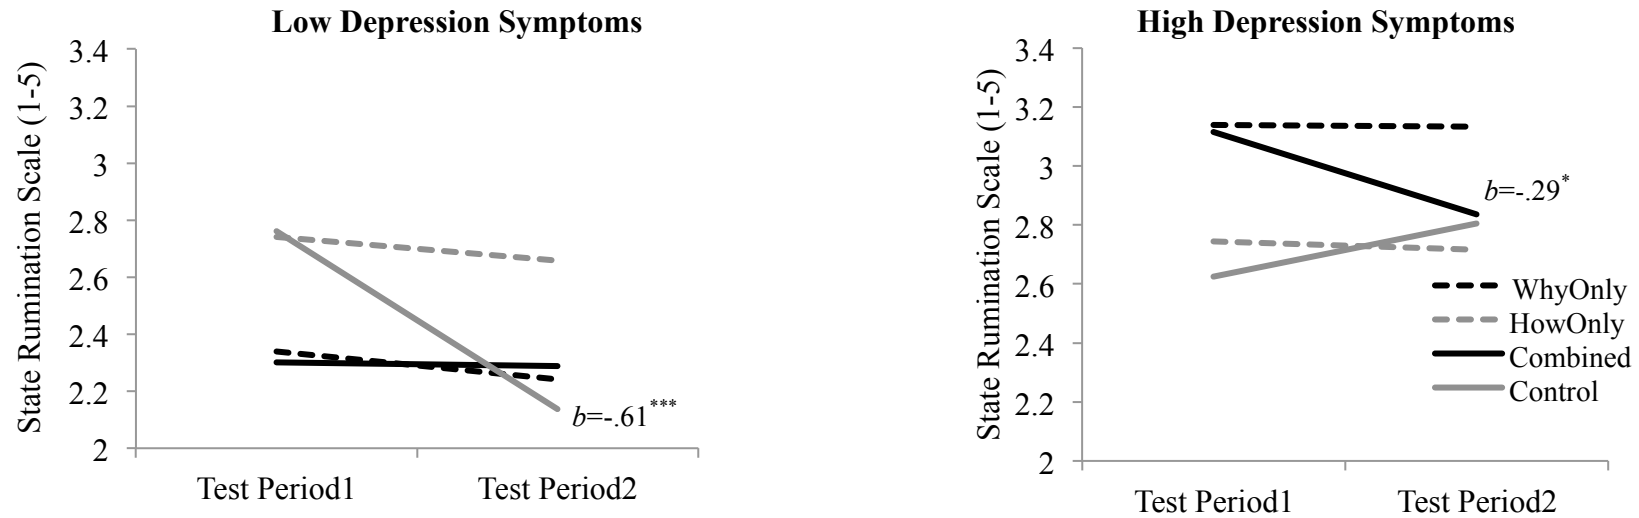 Low Depression Symptoms
State Rumination Scale (1-5)
3.4
3.2
3
2.8
2.6
2.4
2.2
2
b=-.61***
Test Period1
Test Period2
High Depression Symptoms
State Rumination Scale (1-5)
3.4
3.2
3
2.8
2.6
2.4
2.2
2
b=-.29*
WhyOnly
HowOnly
Combined
Control
Test Period1
Test Period2